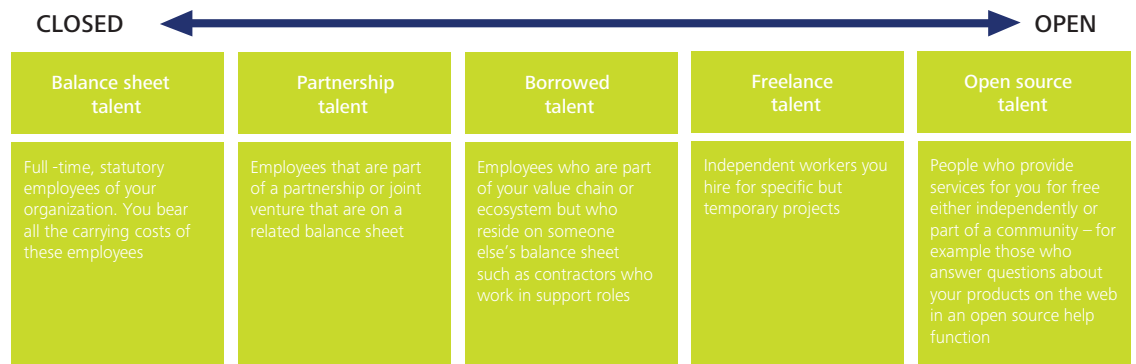 CLOSED
OPEN
Balance sheet
talent
Full -time, statutory
employees of your
organization. You bear
all the carrying costs of
these employees
Partnership
talent
Employees that are part
of a partnership or joint
venture that are on a
related balance sheet
Borrowed
talent
Employees who are part
of your value chain or
ecosystem but who
reside on someone
else’s balance sheet
such as contractors who
work in support roles
Freelance
talent
Independent workers you
hire for specific but
temporary projects
Open source
talent
People who provide
services for you for free
either independently or
part of a community – for
example those who
answer questions about
your products on the web
in an open source help
function